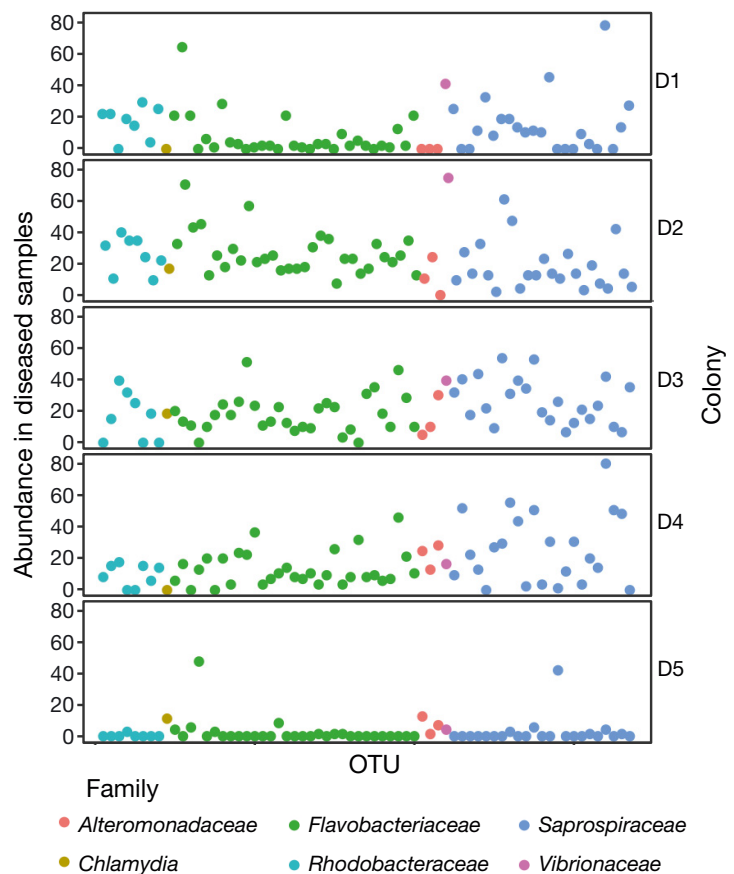 80
60
40
20
0
D1
80
60
40
20
0
D2
80
60
40
20
0
D3
80
60
40
20
0
D4
80
60
40
20
0
D5
Abundance in diseased samples
Colony
OTU
Family
Alteromonadaceae Flavobacteriaceae Saprospiraceae
Chlamydia Rhodobacteraceae Vibrionaceae